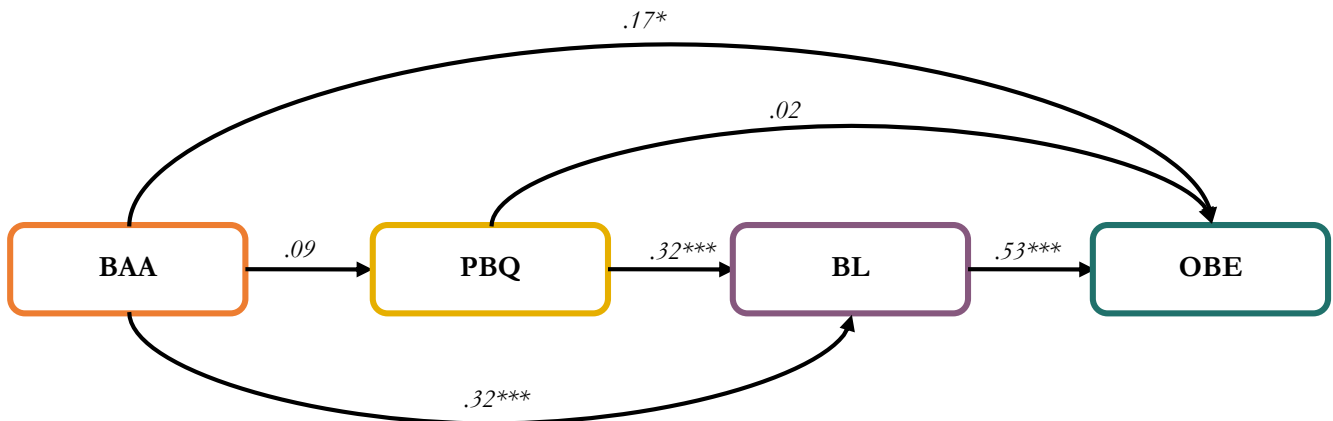 .17*
.02
.09
.32***
.53***
BAA
PBQ
BL
OBE
.32***